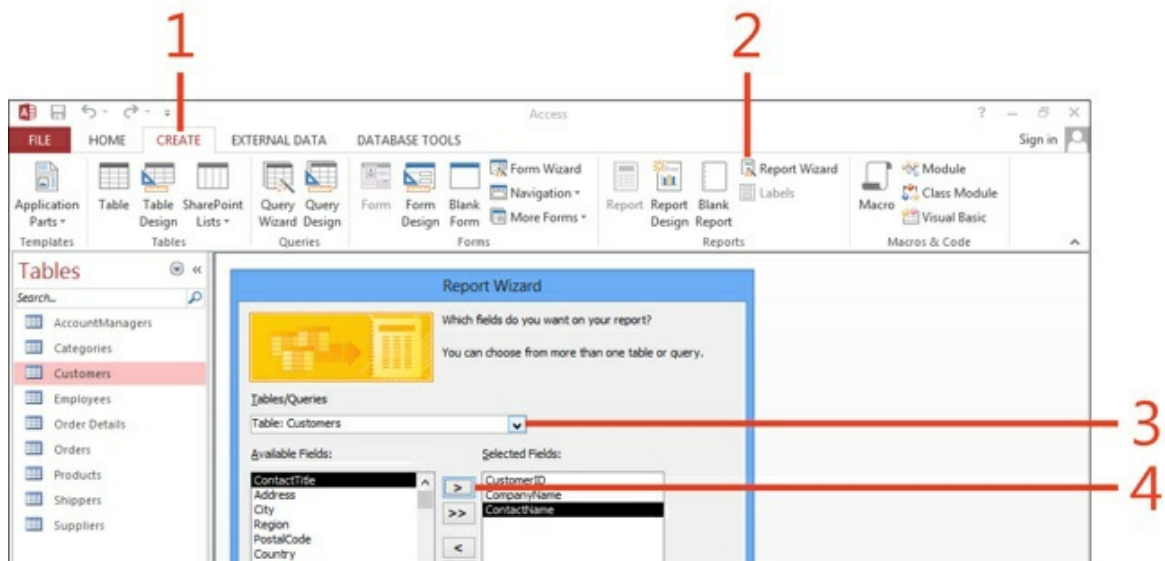 1
2
Access
? – X
FILE HOME CREATE EXTERNAL DATA DATABASE TOOLS Sign in
Application Parts
Table
Table Design
SharePoint Lists
Query Wizard
Query Design
Form
Form Design
Blank Form
Form Wizard
Navigation
More Forms
Report
Report Design
Blank Report
Report Wizard
Labels
Macro
Module
Class Module
Visual Basic
Templates Tables Queries Forms Reports Macros & Code
Tables «
Search...
AccountManagers
Categories
Customers
Employees
Order Details
Orders
Products
Shippers
Suppliers
Report Wizard
Which fields do you want on your report?
You can choose from more than one table or query.
Tables/Queries
Table: Customers
3
Available Fields:
ContactTitle
Address
City
Region
PostalCode
Country
>
>>
<
Selected Fields:
CustomerID
CompanyName
ContactName
4